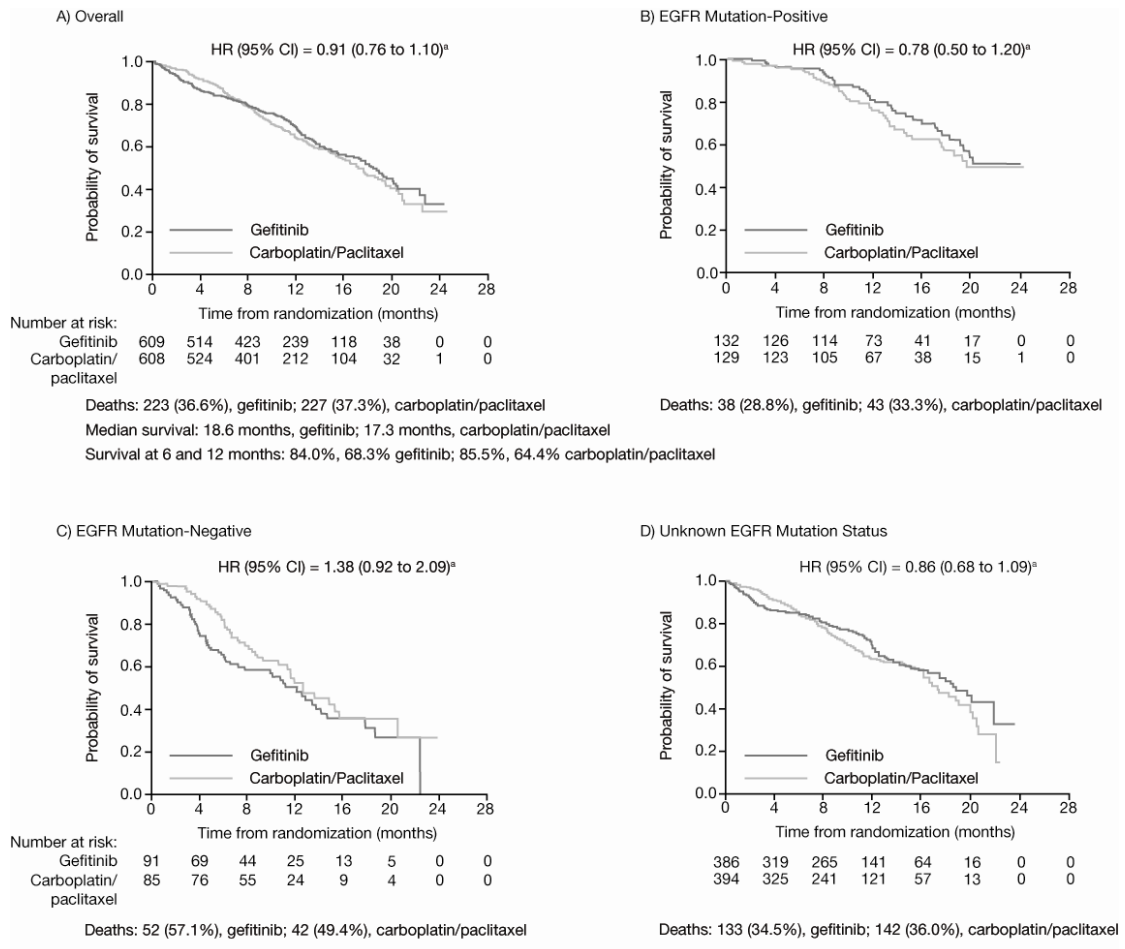 A) Overall
HR (95% CI) = 0.91 (0.76 to 1.10)ª
Probability of survival
1.0
0.8
0.6
0.4
0.2
0.0
Gefitinib
Carboplatin/Paclitaxel
0 4 8 12 16 20 24 28
Time from randomization (months)
Number at risk:
Gefitinib 609 514 423 239 118 38 0 0
Carboplatin/ 608 524 401 212 104 32 1 0
paclitaxel
Deaths: 223 (36.6%), gefitinib; 227 (37.3%), carboplatin/paclitaxel
Median survival: 18.6 months, gefitinib; 17.3 months, carboplatin/paclitaxel
Survival at 6 and 12 months: 84.0%, 68.3% gefitinib; 85.5%, 64.4% carboplatin/paclitaxel
B) EGFR Mutation-Positive
HR (95% CI) = 0.78 (0.50 to 1.20)ª
Probability of survival
1.0
0.8
0.6
0.4
0.2
0.0
Gefitinib
Carboplatin/Paclitaxel
0 4 8 12 16 20 24 28
Time from randomization (months)
132 126 114 73 41 17 0 0
129 123 105 67 38 15 1 0
Deaths: 38 (28.8%), gefitinib; 43 (33.3%), carboplatin/paclitaxel
C) EGFR Mutation-Negative
HR (95% CI) = 1.38 (0.92 to 2.09)ª
Probability of survival
1.0
0.8
0.6
0.4
0.2
0.0
Gefitinib
Carboplatin/Paclitaxel
0 4 8 12 16 20 24 28
Time from randomization (months)
Number at risk:
Gefitinib 91 69 44 25 13 5 0 0
Carboplatin/ 85 76 55 24 9 4 0 0
paclitaxel
Deaths: 52 (57.1%), gefitinib; 42 (49.4%), carboplatin/paclitaxel
D) Unknown EGFR Mutation Status
HR (95% CI) = 0.86 (0.68 to 1.09)ª
Probability of survival
1.0
0.8
0.6
0.4
0.2
0.0
Gefitinib
Carboplatin/Paclitaxel
0 4 8 12 16 20 24 28
Time from randomization (months)
386 319 265 141 64 16 0 0
394 325 241 121 57 13 0 0
Deaths: 133 (34.5%), gefitinib; 142 (36.0%), carboplatin/paclitaxel